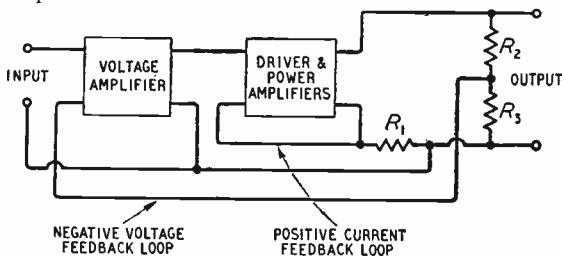 INPUT
VOLTAGE
AMPLIFIER
DRIVER &
POWER
AMPLIFIERS
R1
R2
R3
OUTPUT
NEGATIVE VOLTAGE
FEEDBACK LOOP
POSITIVE CURRENT
FEEDBACK LOOP